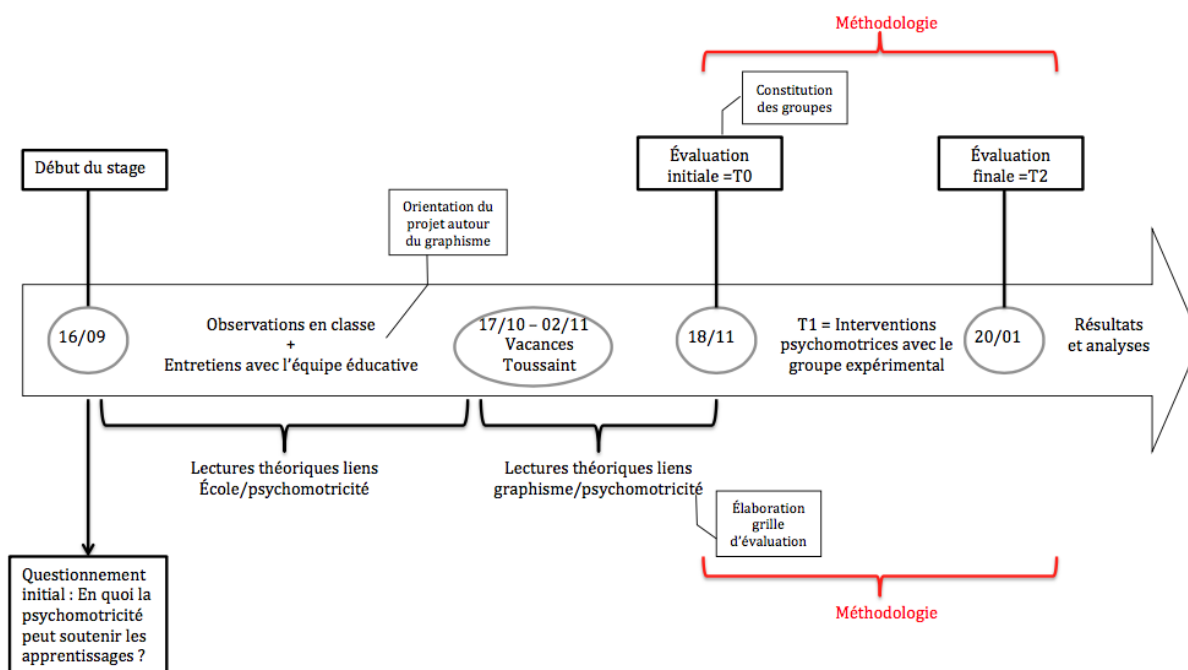 Méthodologie
Constitution
des groupes
Début du stage
Évaluation
initiale =T0
Évaluation
finale =T2
Orientation du
projet autour
du graphisme
16/09
Observations en classe
+
Entretiens avec l'équipe éducative
17/10 – 02/11
Vacances
Toussaint
18/11
T1 = Interventions
psychomotrices avec le
groupe expérimental
20/01
Résultats
et analyses
Lectures théoriques liens
École/psychomotricité
Lectures théoriques liens
graphisme/psychomotricité
Élaboration
grille
d'évaluation
Questionnement
initial : En quoi la
psychomotricité
peut soutenir les
apprentissages ?
Méthodologie